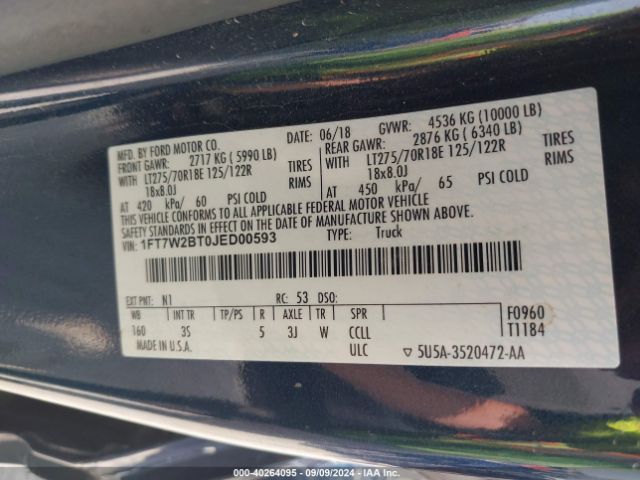 MFD. BY FORD MOTOR CO.
DATE: 06/18 GVWR: 4536 KG (10000 LB)
FRONT GAWR: 2717 KG (5990 LB) REAR GAWR: 2876 KG (6340 LB)
WITH LT275/70R18E 125/122R TIRES WITH LT275/70R18E 125/122R TIRES
18x8.0J RIMS 18x8.0J RIMS
AT 420 kPa/ 60 PSI COLD AT 450 kPa/ 65 PSI COLD
THIS VEHICLE CONFORMS TO ALL APPLICABLE FEDERAL MOTOR VEHICLE
SAFETY STANDARDS IN EFFECT ON THE DATE OF MANUFACTURE SHOWN ABOVE.
VIN: 1FT7W2BT0JED00593 TYPE: Truck
EXT PNT: N1 RC: 53 DSO:
WB INT TR TP/PS R AXLE TR SPR F0960
160 3S 5 3J W CCLL T1184
MADE IN U.S.A. ULC ▽ 5U5A-3520472-AA
000-40264095 - 09/09/2024 - IAA Inc.